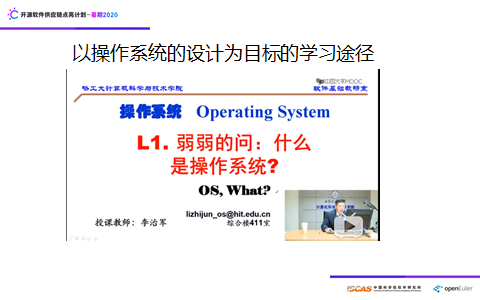 开源软件供应链点亮计划-暑期2020
以操作系统的设计为目标的学习途径
中国大学MOOC
哈工大计算机科学与技术学院
软件基础教研室
操作系统 Operating System
L1. 弱弱的问：什么
是操作系统?
OS, What?
lizhijun_os@hit.edu.cn
授课教师：李治军
综合楼411室
ISCAS 中国科学院软件研究所
openEuler